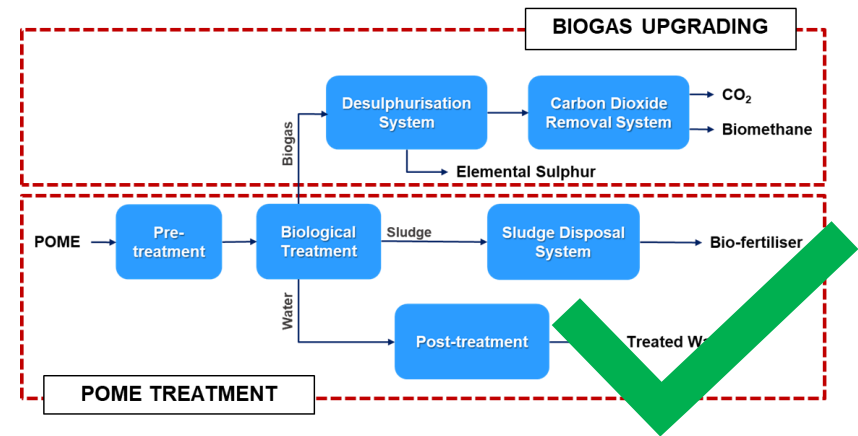 BIOGAS UPGRADING
Desulphurisation
System
Carbon Dioxide
Removal System
CO₂
Biomethane
Biogas
Elemental Sulphur
POME
Pre-
treatment
Biological
Treatment
Sludge
Sludge Disposal
System
Bio-fertiliser
Water
Post-treatment
Treated
POME TREATMENT